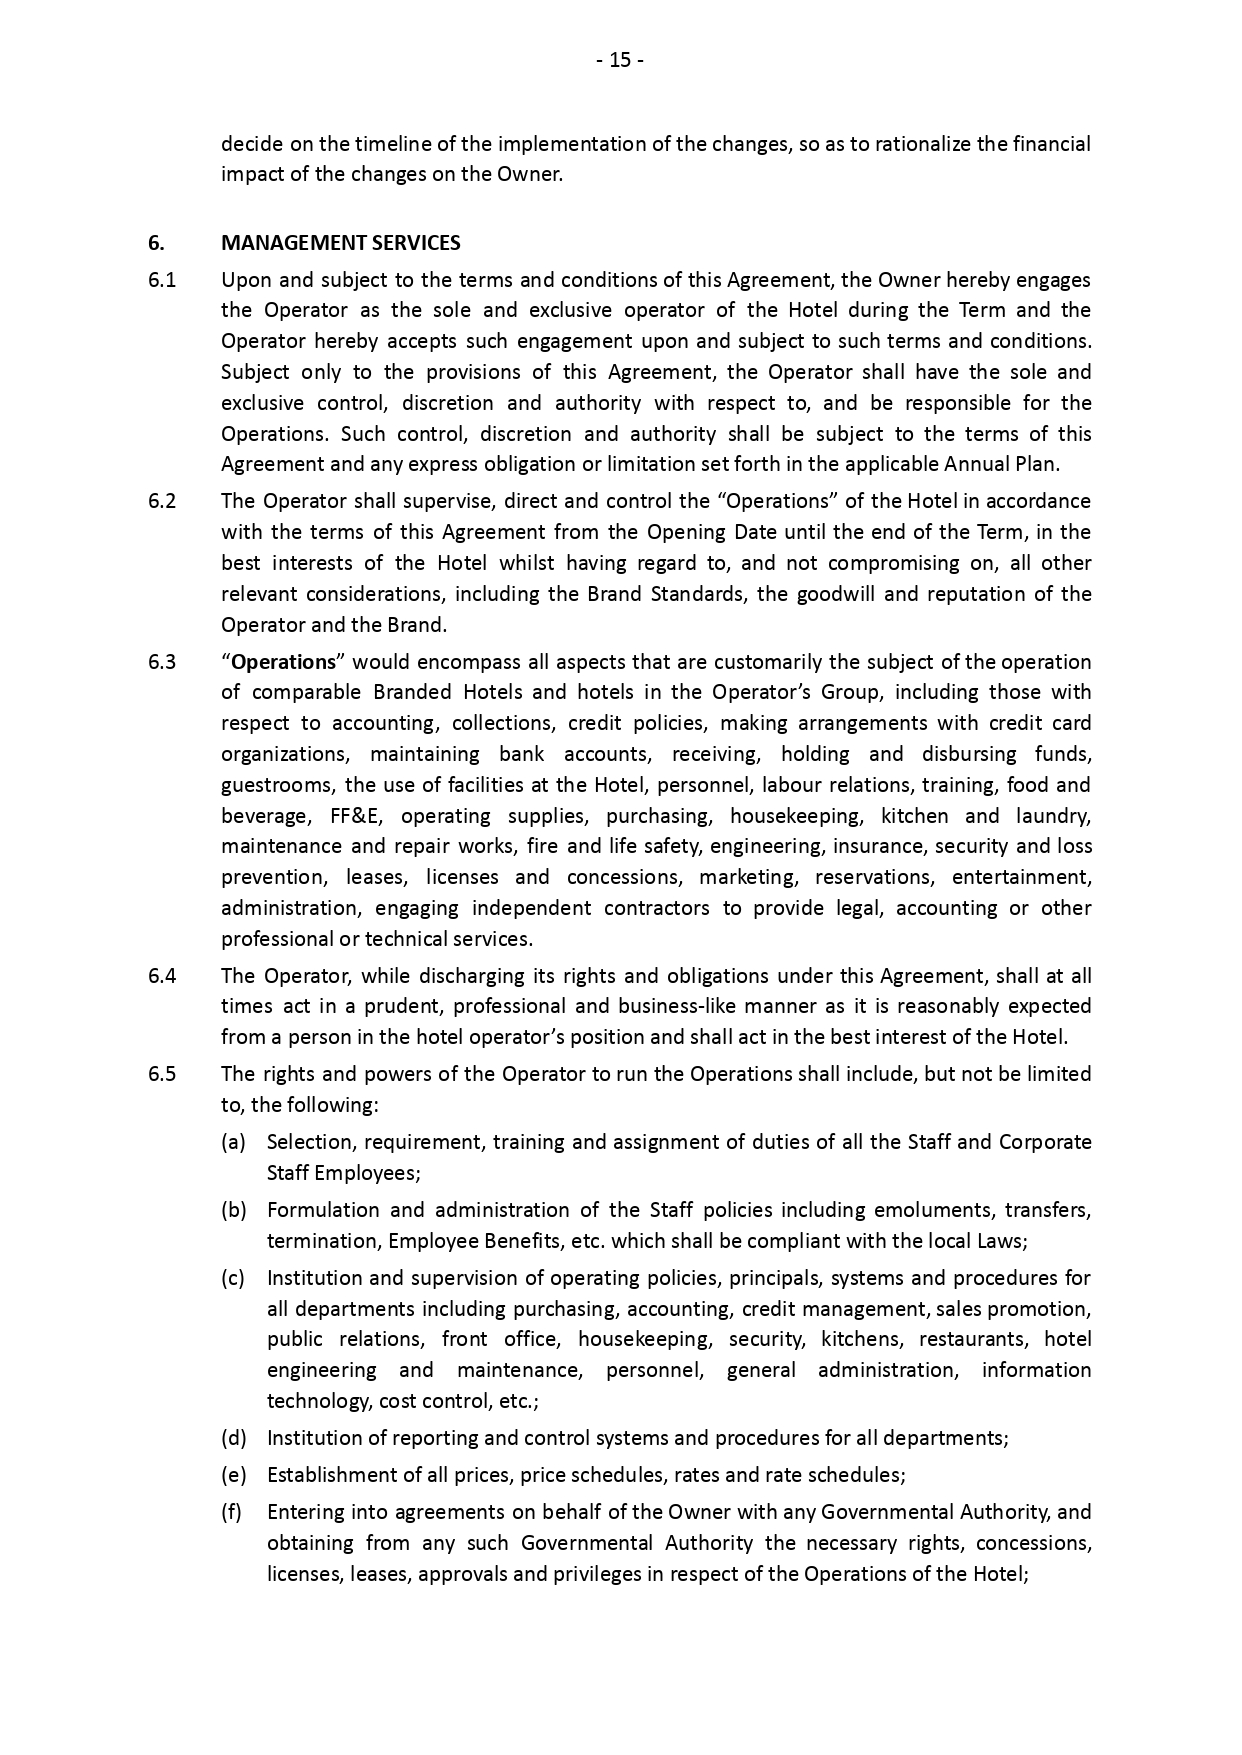 - 15 -
decide on the timeline of the implementation of the changes, so as to rationalize the financial
impact of the changes on the Owner.
6. MANAGEMENT SERVICES
6.1 Upon and subject to the terms and conditions of this Agreement, the Owner hereby engages
the Operator as the sole and exclusive operator of the Hotel during the Term and the
Operator hereby accepts such engagement upon and subject to such terms and conditions.
Subject only to the provisions of this Agreement, the Operator shall have the sole and
exclusive control, discretion and authority with respect to, and be responsible for the
Operations. Such control, discretion and authority shall be subject to the terms of this
Agreement and any express obligation or limitation set forth in the applicable Annual Plan.
6.2 The Operator shall supervise, direct and control the “Operations” of the Hotel in accordance
with the terms of this Agreement from the Opening Date until the end of the Term, in the
best interests of the Hotel whilst having regard to, and not compromising on, all other
relevant considerations, including the Brand Standards, the goodwill and reputation of the
Operator and the Brand.
6.3 “Operations” would encompass all aspects that are customarily the subject of the operation
of comparable Branded Hotels and hotels in the Operator’s Group, including those with
respect to accounting, collections, credit policies, making arrangements with credit card
organizations, maintaining bank accounts, receiving, holding and disbursing funds,
guestrooms, the use of facilities at the Hotel, personnel, labour relations, training, food and
beverage, FF&E, operating supplies, purchasing, housekeeping, kitchen and laundry,
maintenance and repair works, fire and life safety, engineering, insurance, security and loss
prevention, leases, licenses and concessions, marketing, reservations, entertainment,
administration, engaging independent contractors to provide legal, accounting or other
professional or technical services.
6.4 The Operator, while discharging its rights and obligations under this Agreement, shall at all
times act in a prudent, professional and business-like manner as it is reasonably expected
from a person in the hotel operator’s position and shall act in the best interest of the Hotel.
6.5 The rights and powers of the Operator to run the Operations shall include, but not be limited
to, the following:
(a) Selection, requirement, training and assignment of duties of all the Staff and Corporate
Staff Employees;
(b) Formulation and administration of the Staff policies including emoluments, transfers,
termination, Employee Benefits, etc. which shall be compliant with the local Laws;
(c) Institution and supervision of operating policies, principals, systems and procedures for
all departments including purchasing, accounting, credit management, sales promotion,
public relations, front office, housekeeping, security, kitchens, restaurants, hotel
engineering and maintenance, personnel, general administration, information
technology, cost control, etc.;
(d) Institution of reporting and control systems and procedures for all departments;
(e) Establishment of all prices, price schedules, rates and rate schedules;
(f) Entering into agreements on behalf of the Owner with any Governmental Authority, and
obtaining from any such Governmental Authority the necessary rights, concessions,
licenses, leases, approvals and privileges in respect of the Operations of the Hotel;